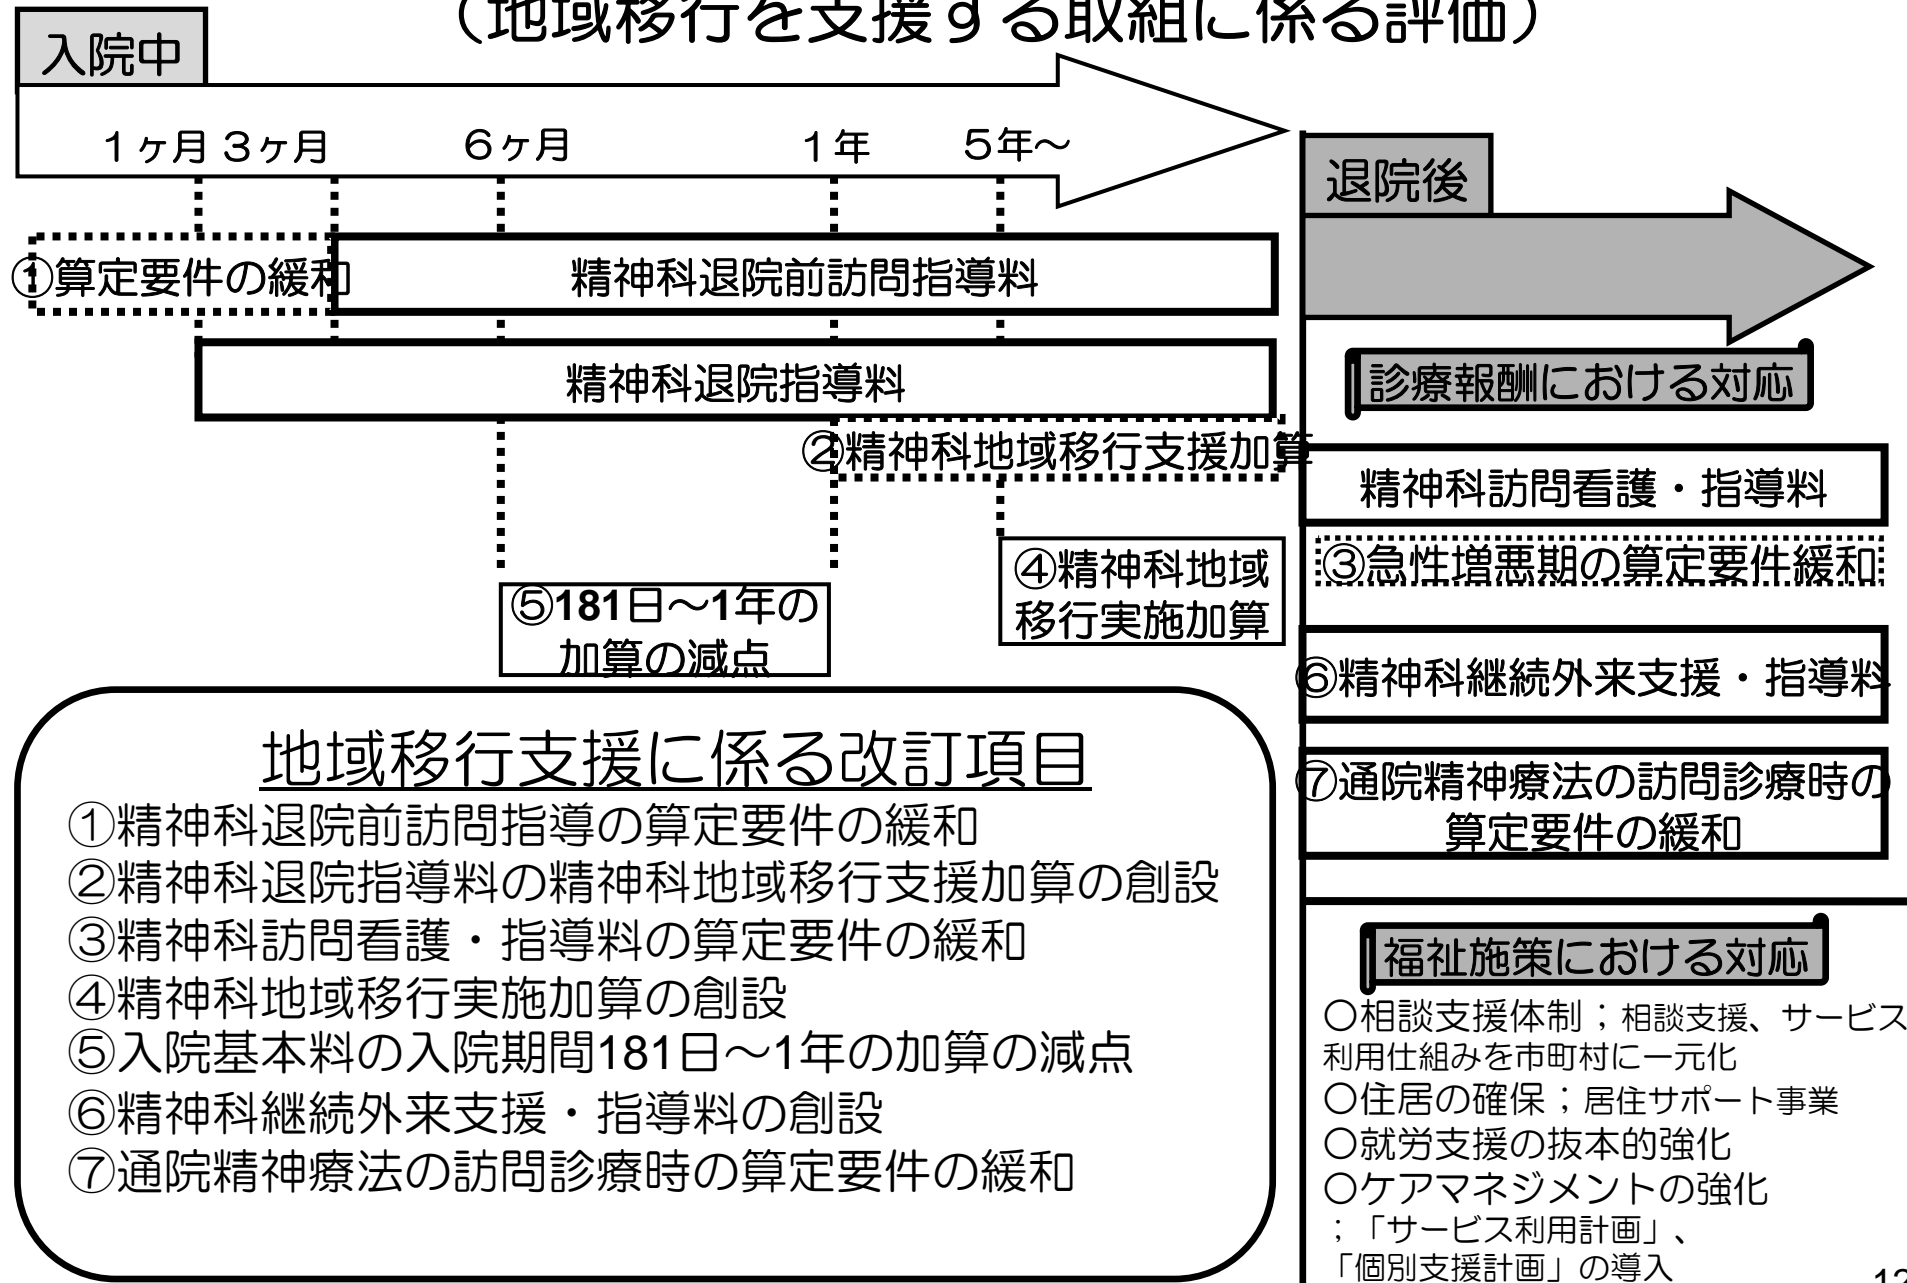 （地域移行を支援する取組に係る評価）
入院中
１ヶ月 ３ヶ月 ６ヶ月 １年 ５年～
退院後
①算定要件の緩和
精神科退院前訪問指導料
精神科退院指導料
②精神科地域移行支援加算
④精神科地域
移行実施加算
⑤181日～1年の
加算の減点
診療報酬における対応
精神科訪問看護・指導料
③急性増悪期の算定要件緩和
⑥精神科継続外来支援・指導料
⑦通院精神療法の訪問診療時の
算定要件の緩和
地域移行支援に係る改訂項目
①精神科退院前訪問指導の算定要件の緩和
②精神科退院指導料の精神科地域移行支援加算の創設
③精神科訪問看護・指導料の算定要件の緩和
④精神科地域移行実施加算の創設
⑤入院基本料の入院期間181日～1年の加算の減点
⑥精神科継続外来支援・指導料の創設
⑦通院精神療法の訪問診療時の算定要件の緩和
福祉施策における対応
○相談支援体制；相談支援、サービス
利用仕組みを市町村に一元化
○住居の確保；居住サポート事業
○就労支援の抜本的強化
○ケアマネジメントの強化
；「サービス利用計画」、
「個別支援計画」の導入